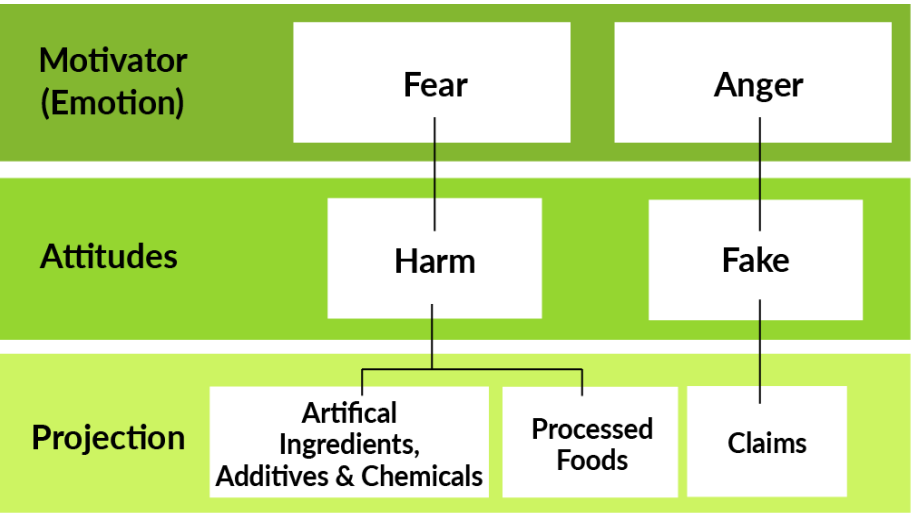 Motivator
(Emotion)
Fear
Anger
Attitudes
Harm
Fake
Projection
Artifical
Ingredients,
Additives & Chemicals
Processed
Foods
Claims